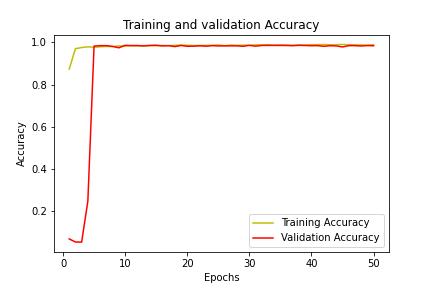 Training and validation Accuracy
1.0
0.8
0.6
0.4
0.2
Accuracy
Training Accuracy
Validation Accuracy
0 10 20 30 40 50
Epochs